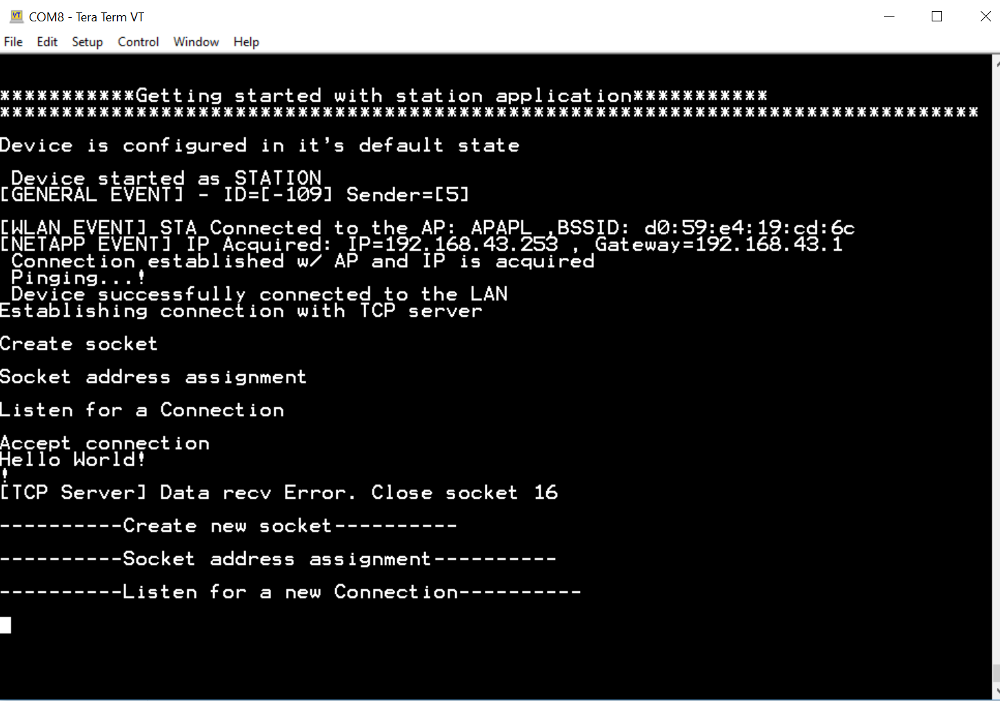 COM8 - Tera Term VT
File Edit Setup Control Window Help
***********Getting started with station application***********
*******************************************************************************
Device is configured in it's default state
Device started as STATION
[GENERAL EVENT] - ID=[-109] Sender=[5]
[WLAN EVENT] STA Connected to the AP: APAPL ,BSSID: d0:59:e4:19:cd:6c
[NETAPP EVENT] IP Acquired: IP=192.168.43.253 , Gateway=192.168.43.1
Connection established w/ AP and IP is acquired
Pinging...!
Device successfully connected to the LAN
Establishing connection with TCP server
Create socket
Socket address assignment
Listen for a Connection
Accept connection
Hello World!
!
[TCP Server] Data recv Error. Close socket 16
----------Create new socket----------
----------Socket address assignment----------
----------Listen for a new Connection----------